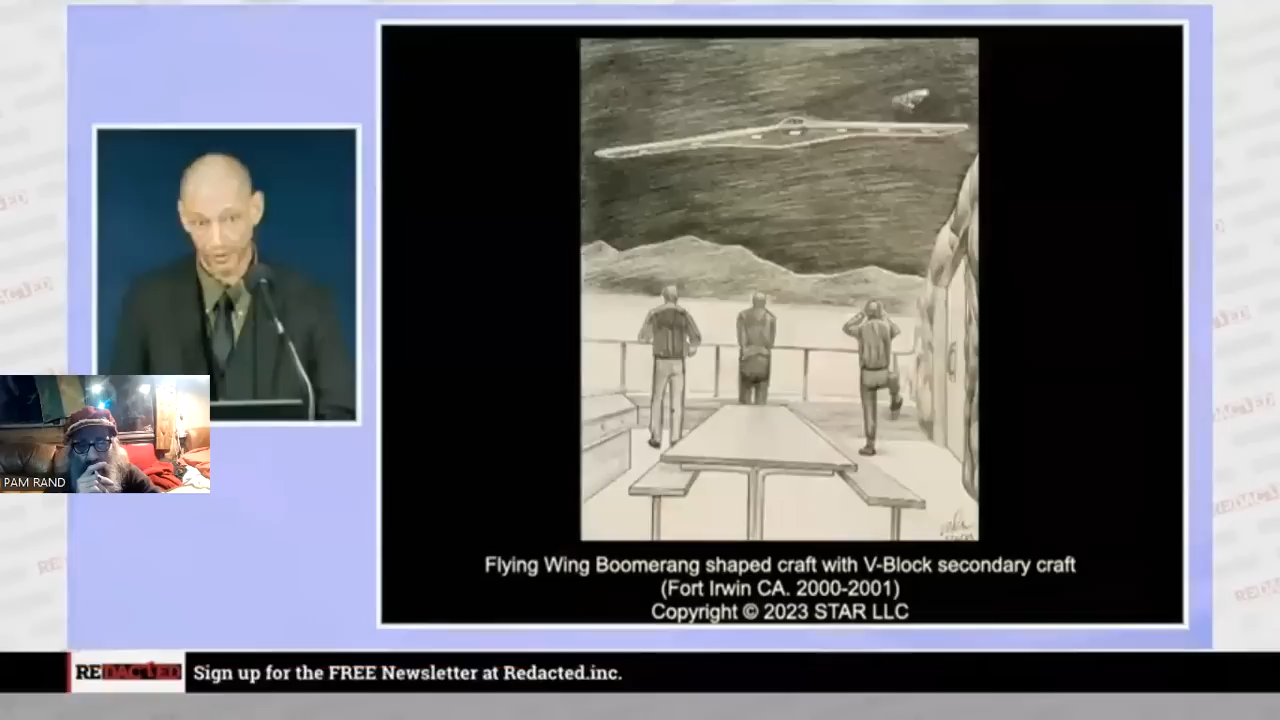 PAM RAND
Flying Wing Boomerang shaped craft with V-Block secondary craft
(Fort Irwin CA. 2000-2001)
Copyright © 2023 STAR LLC
REDACTED
Sign up for the FREE Newsletter at Redacted.inc.